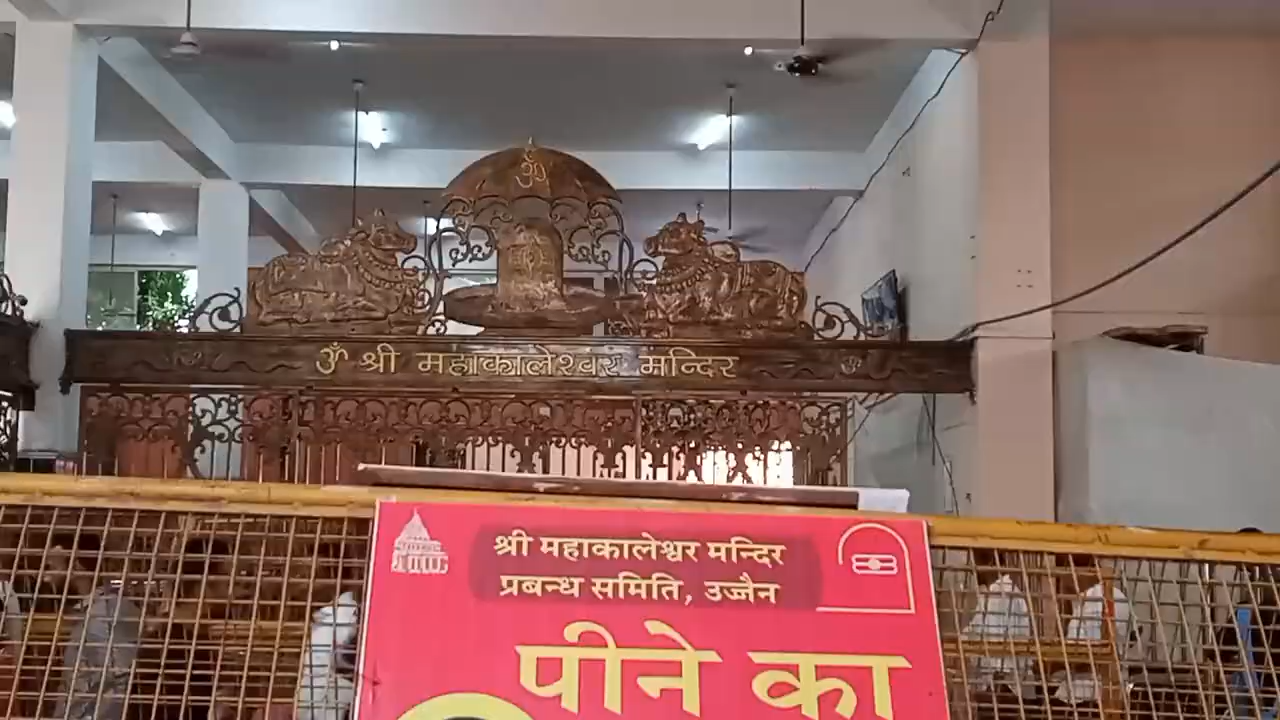 ॐ
ॐ श्री महाकालेश्वर मन्दिर
श्री महाकालेश्वर मन्दिर
प्रबन्ध समिति, उज्जैन
पीने का